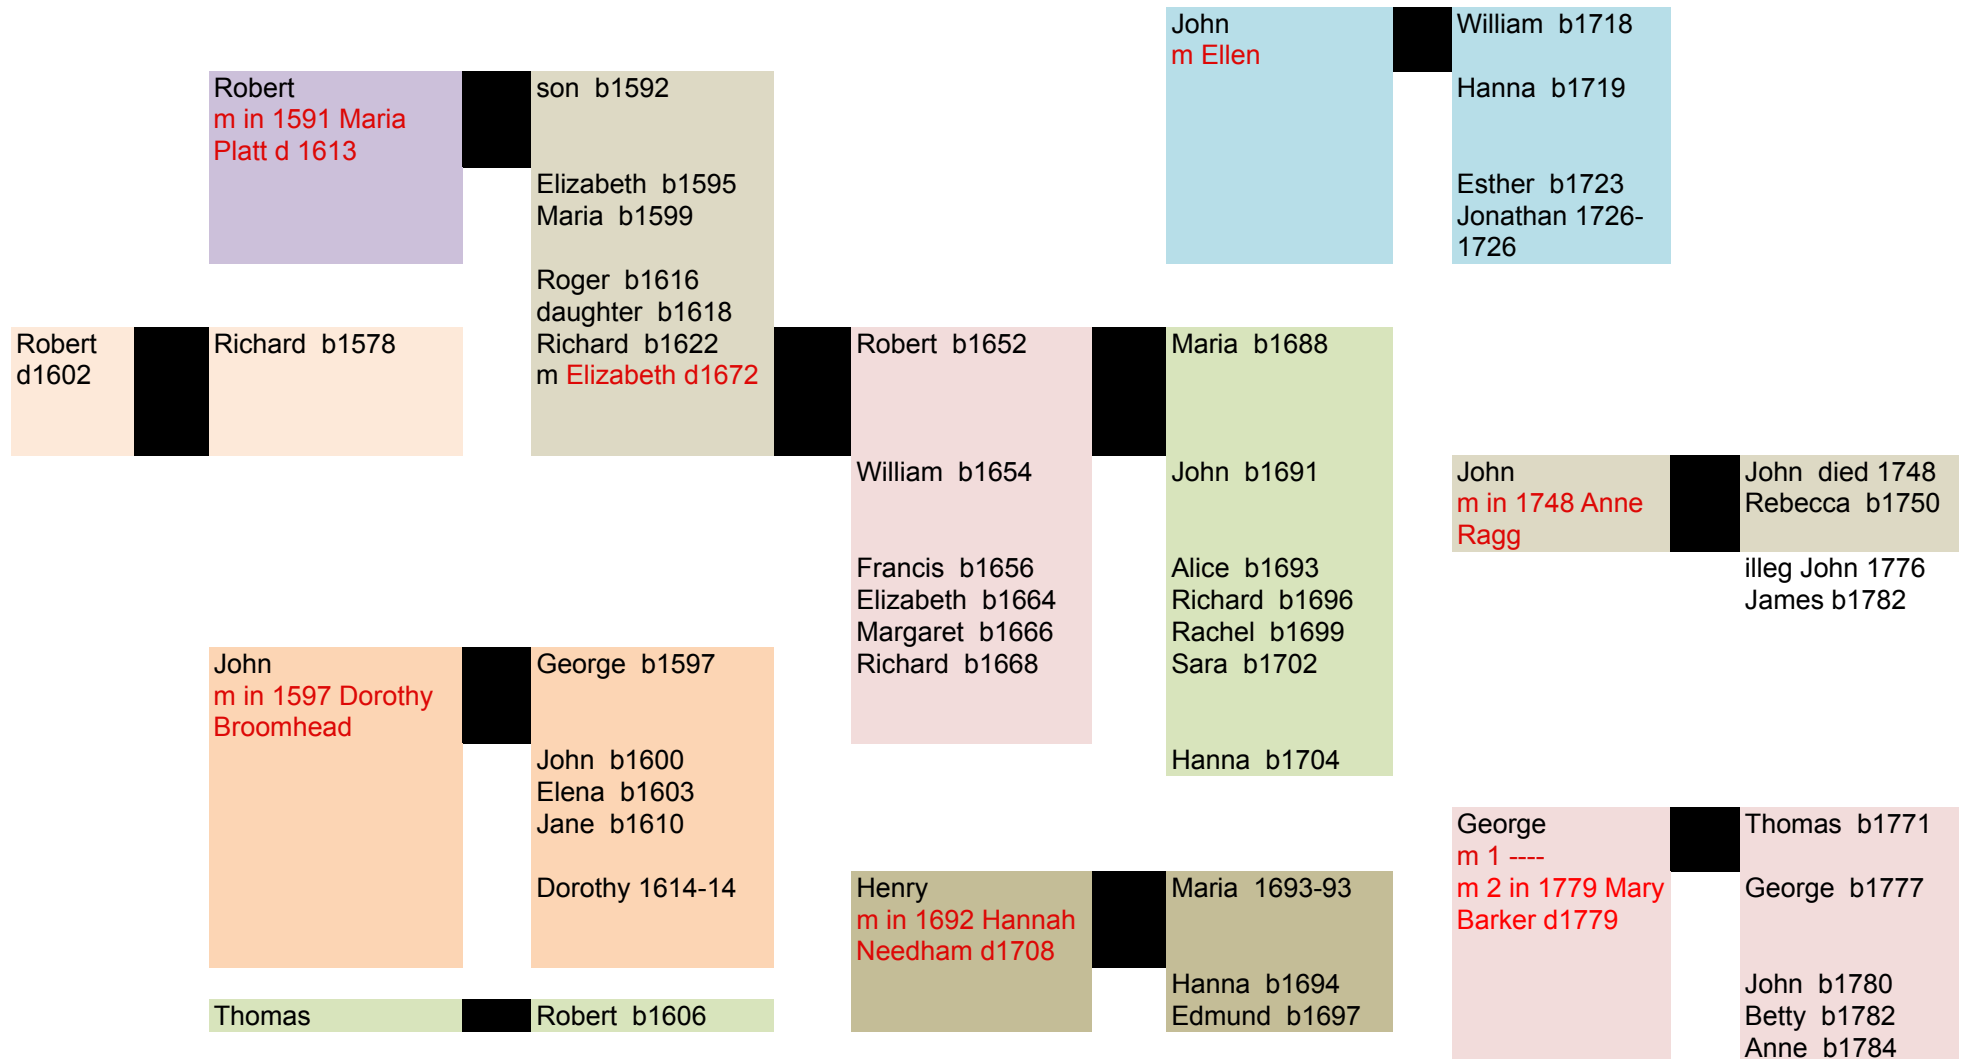 John
m Ellen
William  b1718
Hanna  b1719
Esther  b1723
Jonathan 1726-
1726
Robert
m in 1591 Maria
Platt d 1613
son  b1592
Elizabeth  b1595
Maria  b1599
Roger  b1616
daughter  b1618
Richard  b1622
m Elizabeth d1672
Robert
d1602
Richard  b1578
Robert  b1652
William  b1654
Francis  b1656
Elizabeth  b1664
Margaret  b1666
Richard  b1668
Maria  b1688
John  b1691
Alice  b1693
Richard  b1696
Rachel  b1699
Sara  b1702
Hanna  b1704
John
m in 1748 Anne
Ragg
John  died 1748
Rebecca  b1750
illeg John 1776
James b1782
John
m in 1597 Dorothy
Broomhead
George  b1597
John  b1600
Elena  b1603
Jane  b1610
Dorothy 1614-14
Thomas
Robert  b1606
Henry
m in 1692 Hannah
Needham d1708
Maria  1693-93
Hanna  b1694
Edmund  b1697
George
m 1 ----
m 2 in 1779 Mary
Barker d1779
Thomas  b1771
George  b1777
John  b1780
Betty  b1782
Anne  b1784